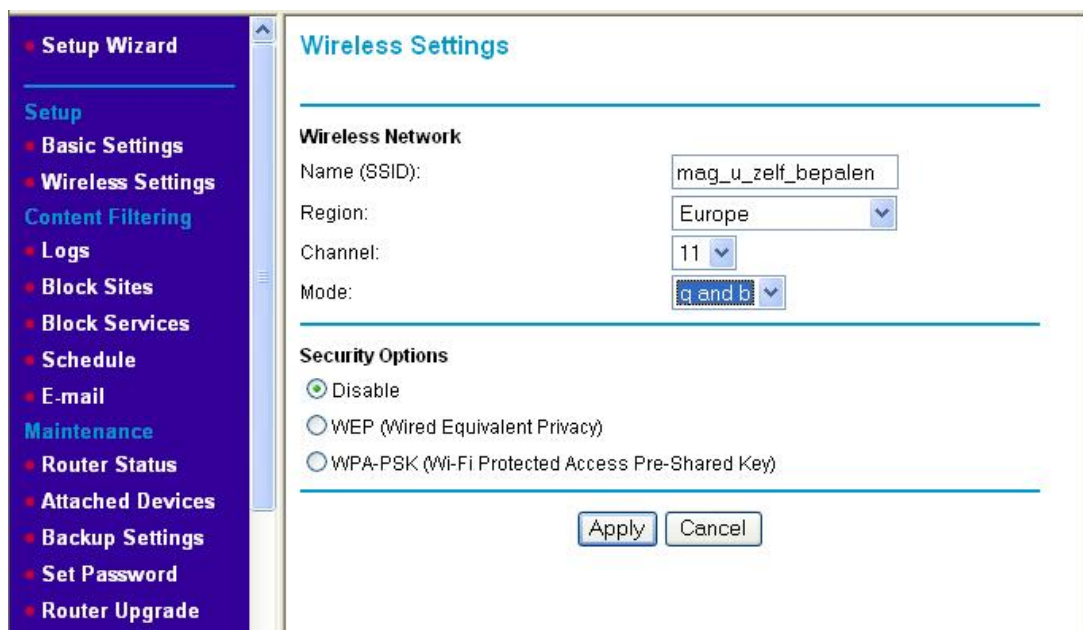 Setup Wizard
Setup
Basic Settings
Wireless Settings
Content Filtering
Logs
Block Sites
Block Services
Schedule
E-mail
Maintenance
Router Status
Attached Devices
Backup Settings
Set Password
Router Upgrade
Wireless Settings
Wireless Network
Name (SSID): mag_u_zelf_bepalen
Region: Europe
Channel: 11
Mode: g and b
Security Options
Disable
WEP (Wired Equivalent Privacy)
WPA-PSK (Wi-Fi Protected Access Pre-Shared Key)
Apply Cancel